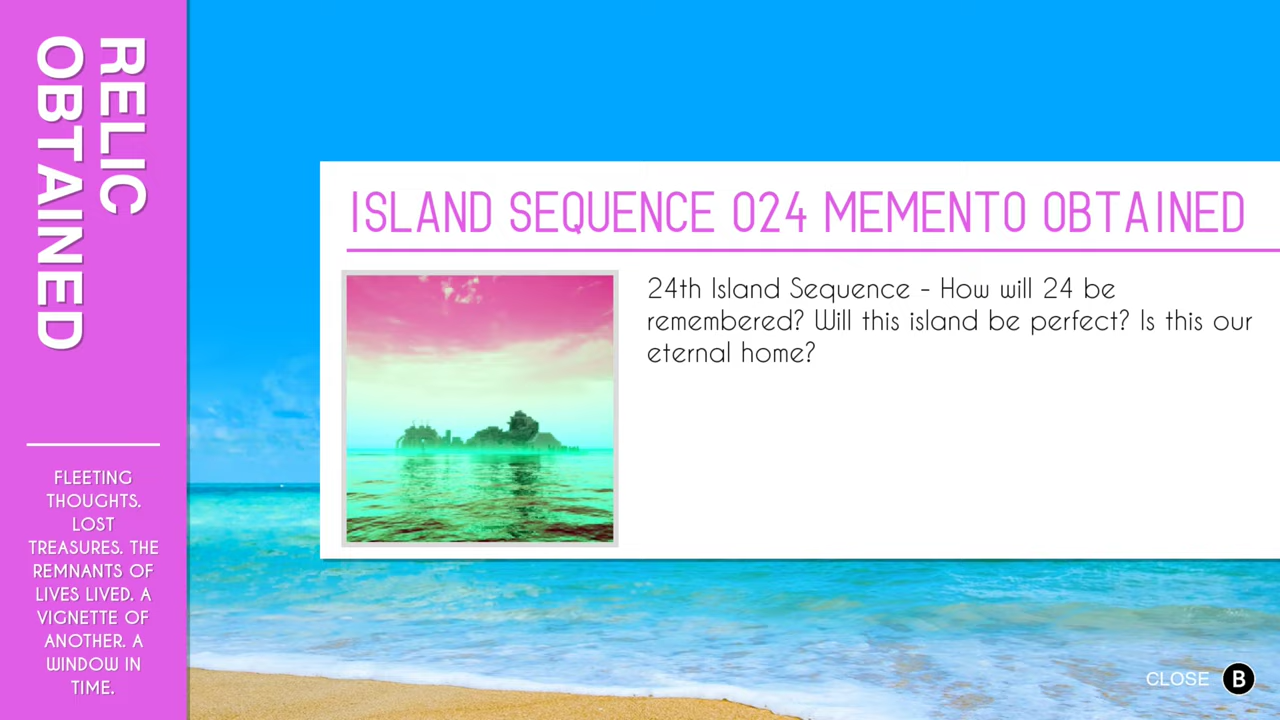 RELIC
OBTAINED
FLEETING
THOUGHTS.
LOST
TREASURES. THE
REMNANTS OF
LIVES LIVED. A
VIGNETTE OF
ANOTHER. A
WINDOW IN
TIME.
ISLAND SEQUENCE 024 MEMENTO OBTAINED
24th Island Sequence - How will 24 be
remembered? Will this island be perfect? Is this our
eternal home?
CLOSE B